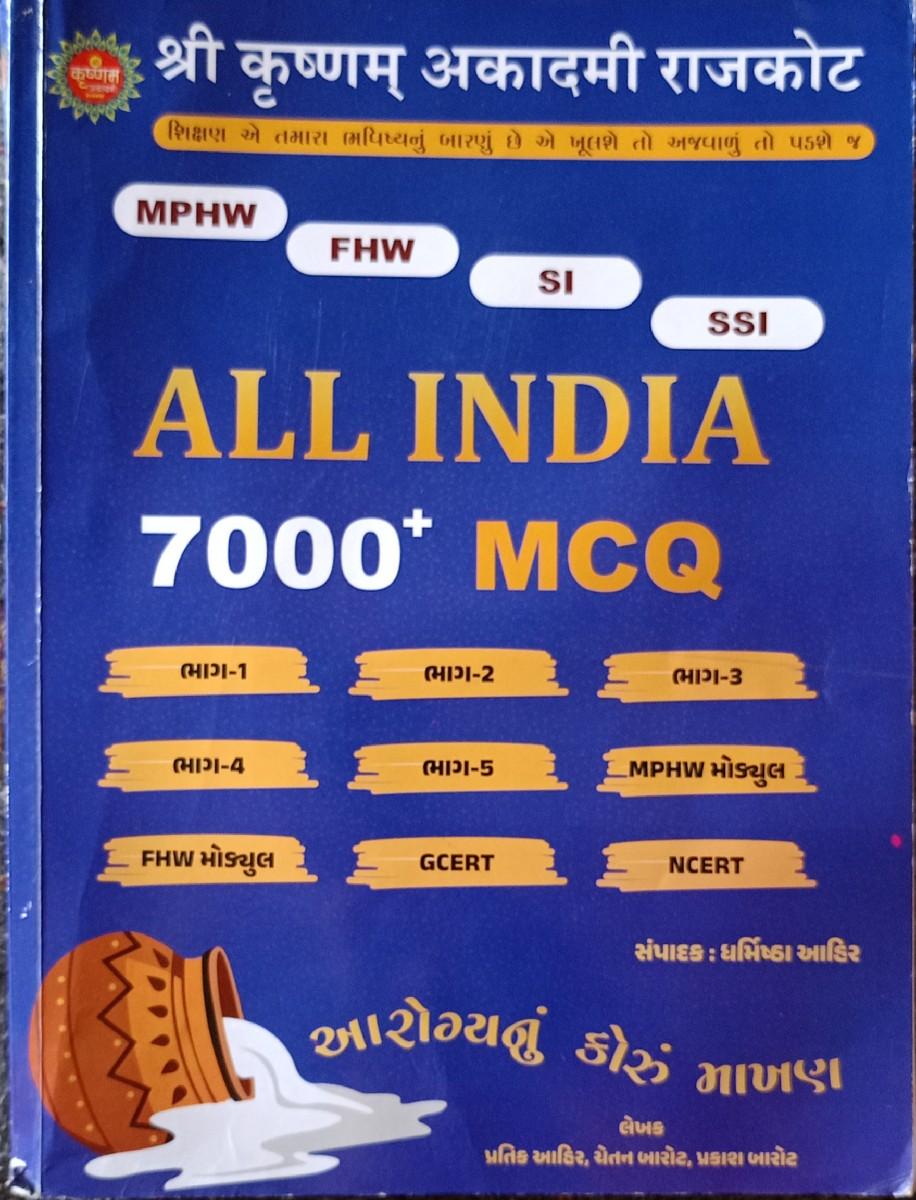 कृष्णम
श्री कृष्णम् अकादमी राजकोट
શિક્ષણ એ તમારા ભવિષ્યનું બારણું છે એ ખૂલશે તો અજવાળું તો પડશે જ
MPHW
FHW
SI
SSI
ALL INDIA
7000+ MCQ
ભાગ-1 ભાગ-2 ભાગ-3
ભાગ-4 ભાગ-5 MPHW મોડ્યુલ
FHW મોડ્યુલ GCERT NCERT
સંપાદક : ધર્મિષ્ઠા આહિર
આરોગ્યનું કોરું માખણ
લેખક
પ્રતિક આહિર, ચેતન બારોટ, પ્રકાશ બારોટ